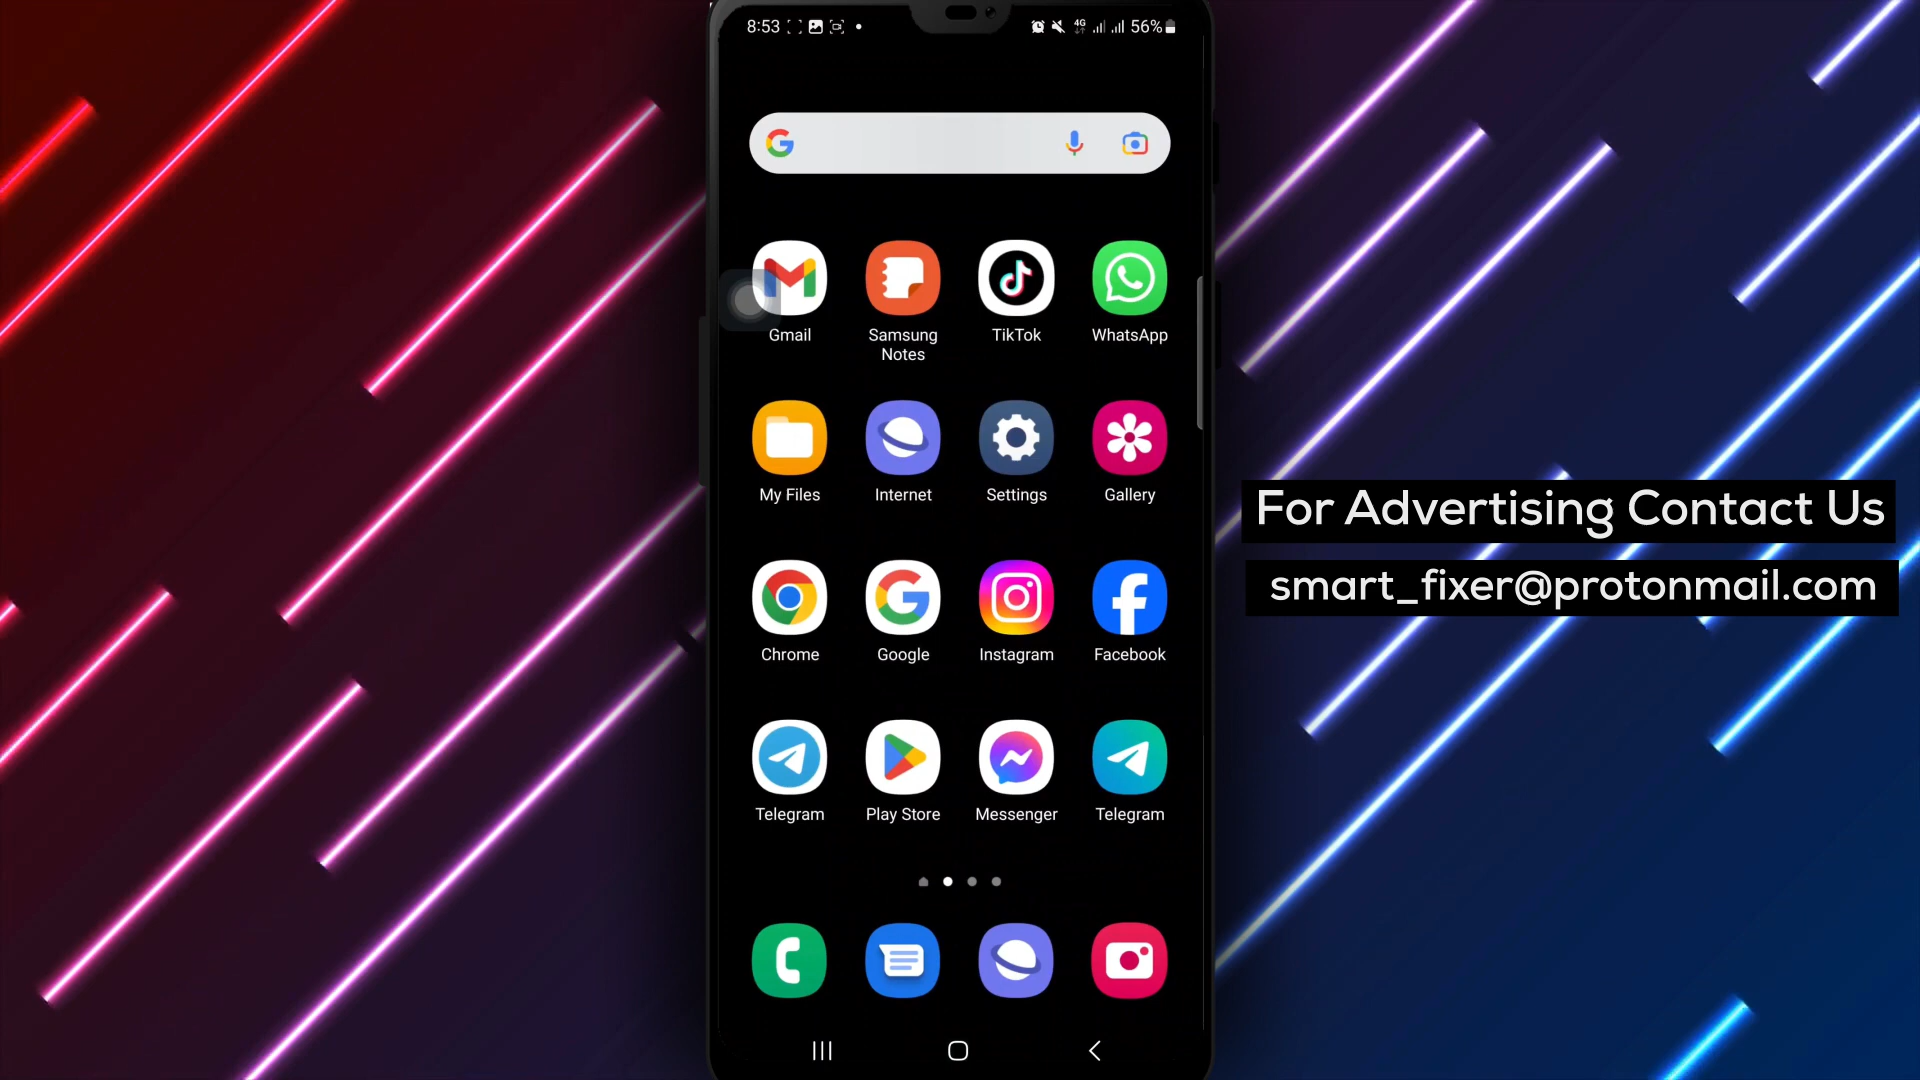 8:53
4G
56%
Gmail
Samsung
Notes
TikTok
WhatsApp
My Files
Internet
Settings
Gallery
Chrome
Google
Instagram
Facebook
Telegram
Play Store
Messenger
Telegram
For Advertising Contact Us
smart_fixer@protonmail.com